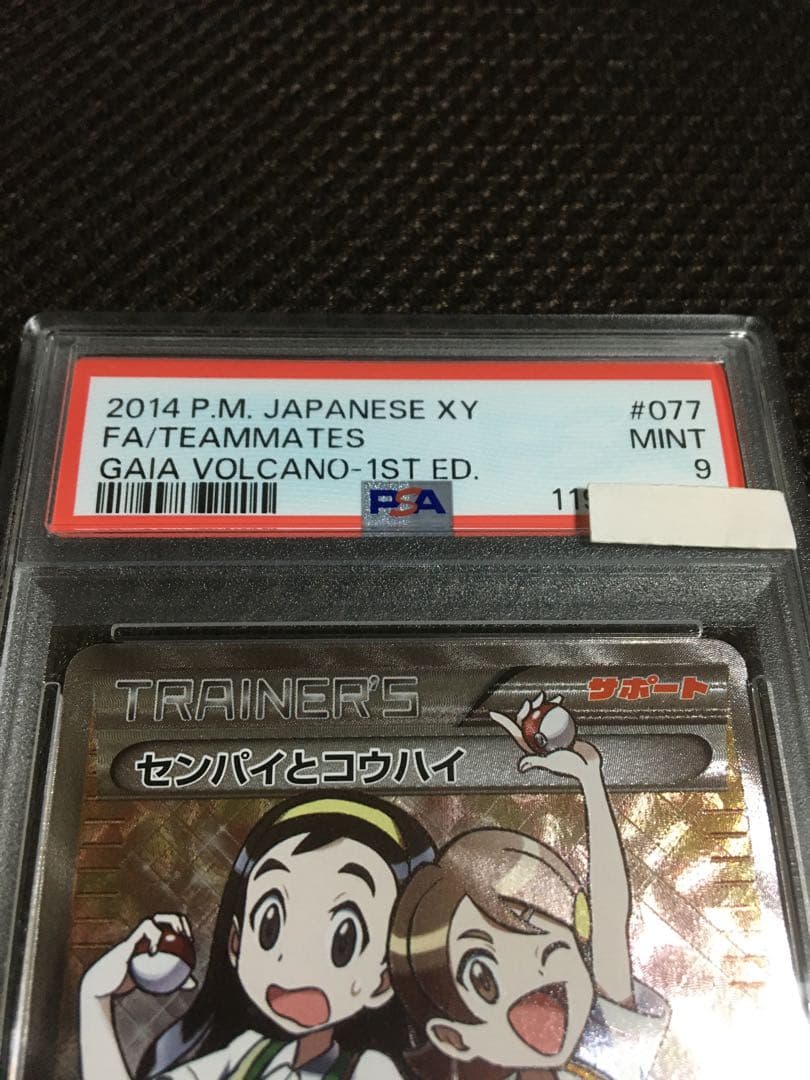 2014 P.M. JAPANESE XY #077
FA/TEAMMATES MINT
GAIA VOLCANO-1ST ED. 9
PSA
TRAINER'S サポート
センパイとコウハイ